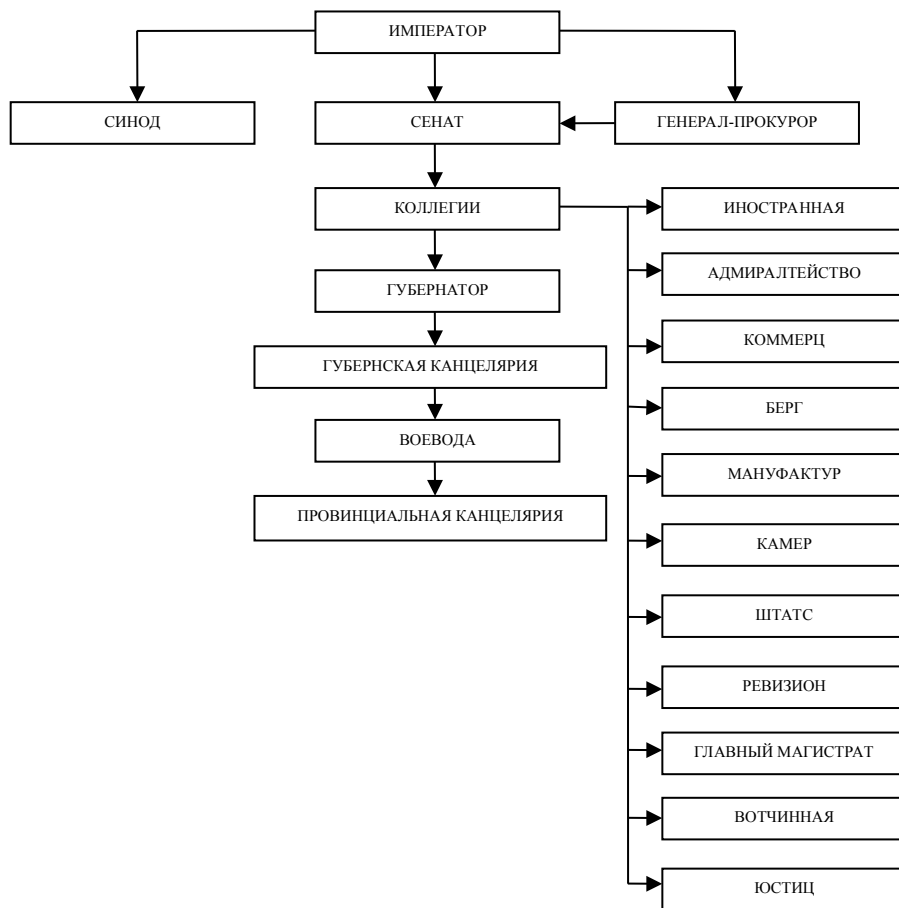 ИМПЕРАТОР
СИНОД
СЕНАТ
ГЕНЕРАЛ-ПРОКУРОР
КОЛЛЕГИИ
ИНОСТРАННАЯ
АДМИРАЛТЕЙСТВО
ГУБЕРНАТОР
КОММЕРЦ
ГУБЕРНСКАЯ КАНЦЕЛЯРИЯ
БЕРГ
ВОЕВОДА
МАНУФАКТУР
ПРОВИНЦИАЛЬНАЯ КАНЦЕЛЯРИЯ
КАМЕР
ШТАТС
РЕВИЗИОН
ГЛАВНЫЙ МАГИСТРАТ
ВОТЧИННАЯ
ЮСТИЦ